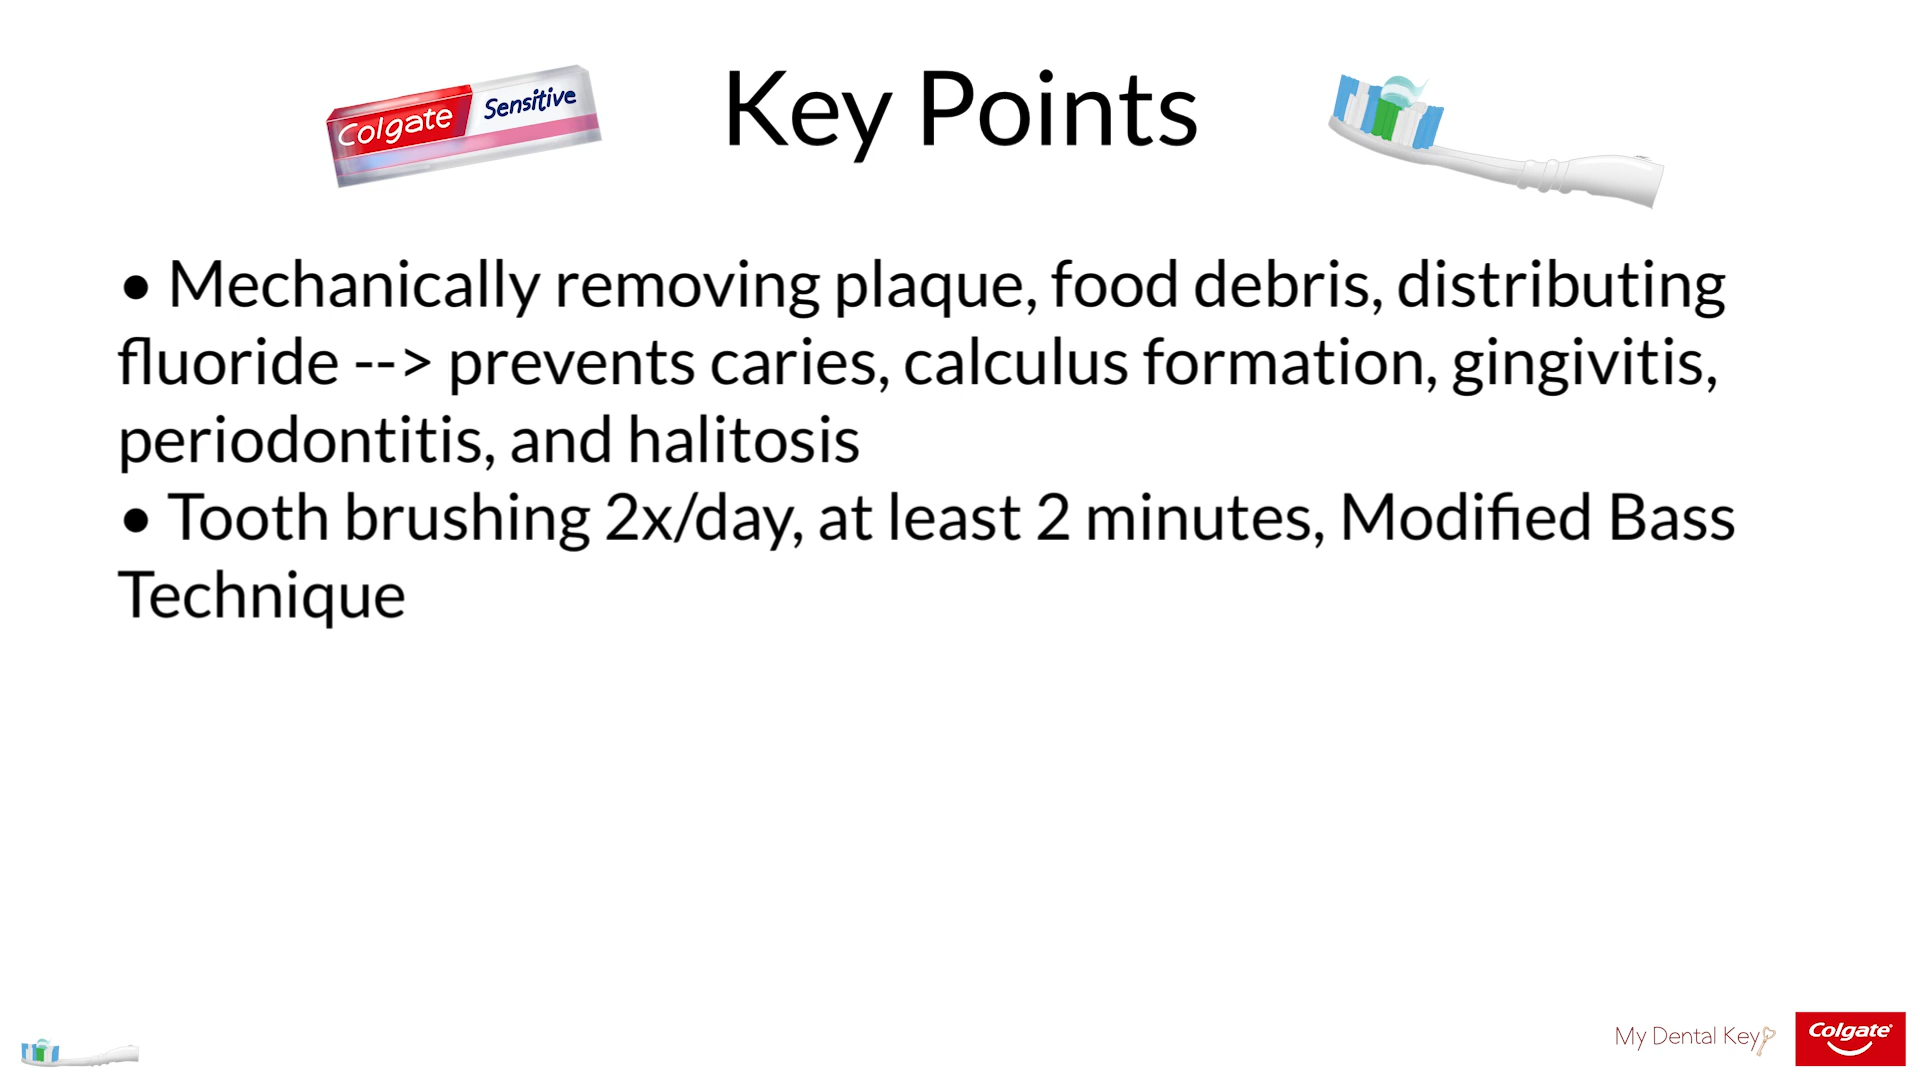 Colgate Sensitive
Key Points
• Mechanically removing plaque, food debris, distributing
fluoride --> prevents caries, calculus formation, gingivitis,
periodontitis, and halitosis
• Tooth brushing 2x/day, at least 2 minutes, Modified Bass
Technique
My Dental Key
Colgate